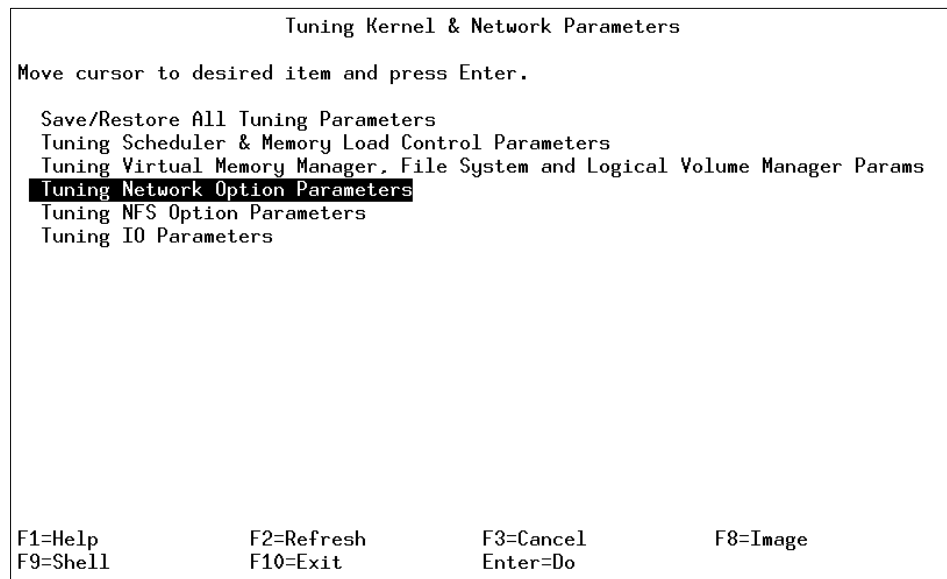 Tuning Kernel & Network Parameters
Move cursor to desired item and press Enter.
Save/Restore All Tuning Parameters
Tuning Scheduler & Memory Load Control Parameters
Tuning Virtual Memory Manager, File System and Logical Volume Manager Params
Tuning Network Option Parameters
Tuning NFS Option Parameters
Tuning IO Parameters
F1=Help F2=Refresh F3=Cancel F8=Image
F9=Shell F10=Exit Enter=Do